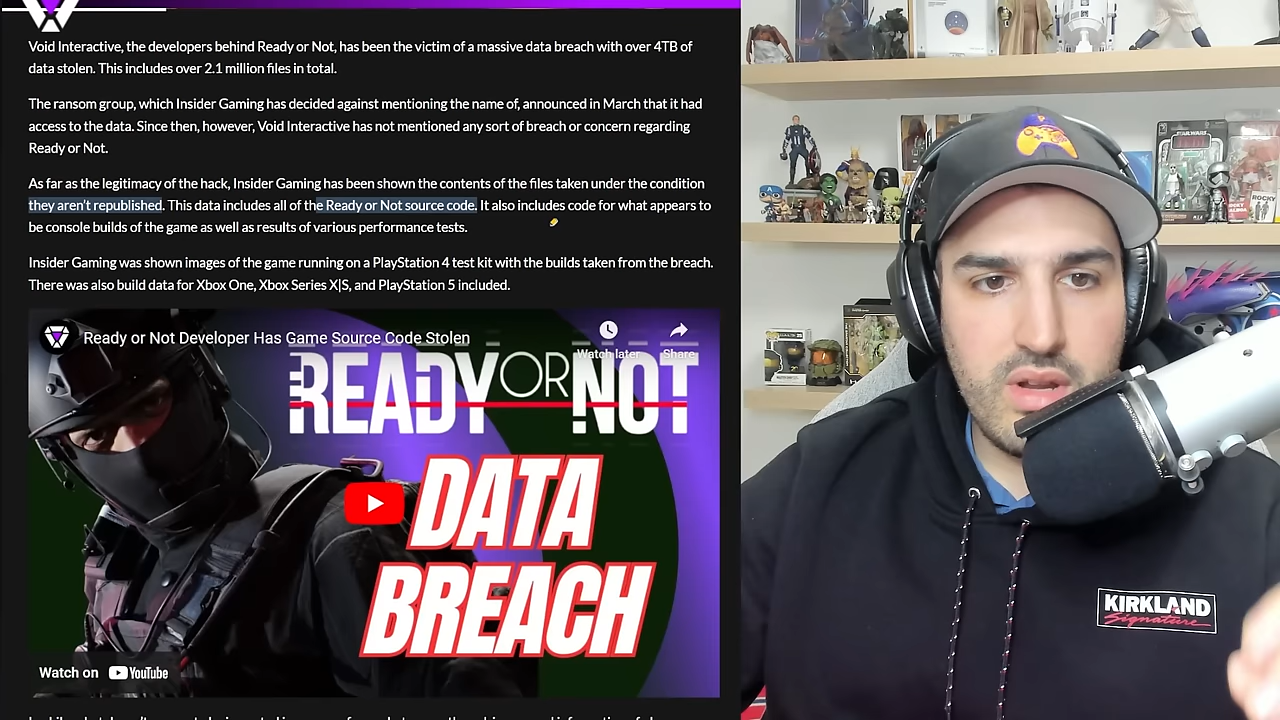 Void Interactive, the developers behind Ready or Not, has been the victim of a massive data breach with over 4TB of
data stolen. This includes over 2.1 million files in total.
The ransom group, which Insider Gaming has decided against mentioning the name of, announced in March that it had
access to the data. Since then, however, Void Interactive has not mentioned any sort of breach or concern regarding
Ready or Not.
As far as the legitimacy of the hack, Insider Gaming has been shown the contents of the files taken under the condition
they aren't republished. This data includes all of the Ready or Not source code. It also includes code for what appears to
be console builds of the game as well as results of various performance tests.
Insider Gaming was shown images of the game running on a PlayStation 4 test kit with the builds taken from the breach.
There was also build data for Xbox One, Xbox Series X|S, and PlayStation 5 included.
Ready or Not Developer Has Game Source Code Stolen
Watch later
Share
READY OR NOT
DATA
BREACH
Watch on YouTube
STAR WARS
ROCKY
KIRKLAND
Signature